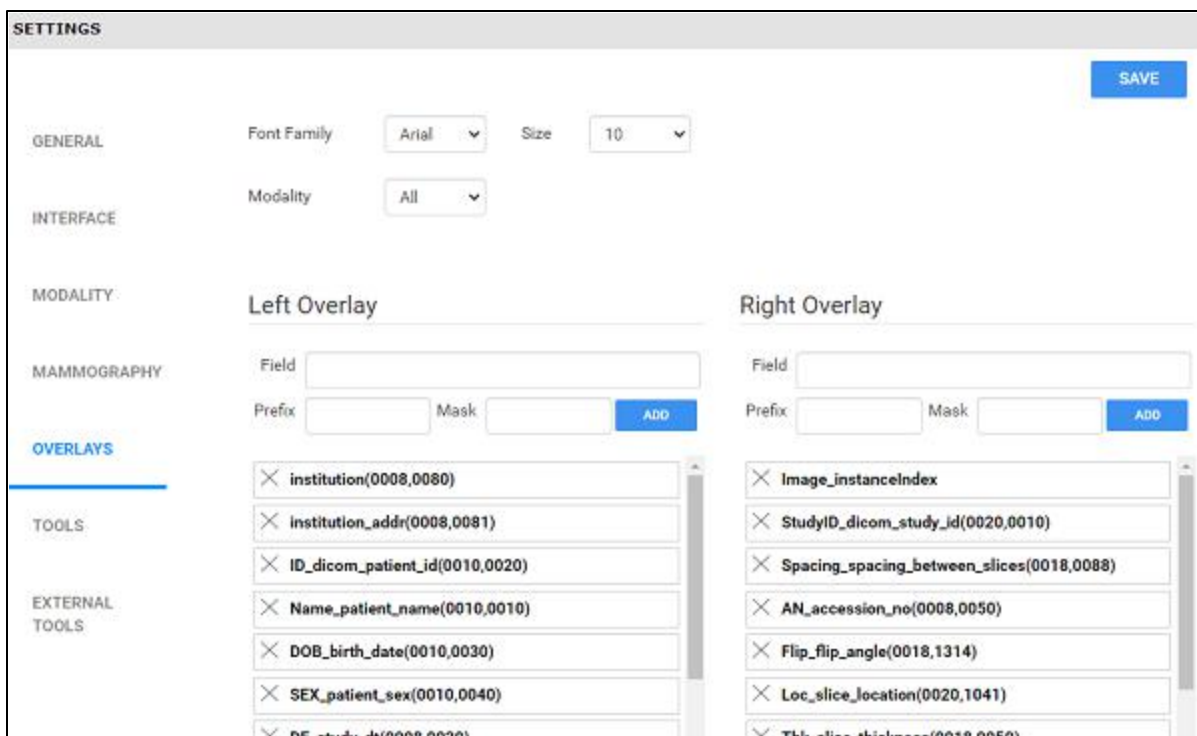 SETTINGS
SAVE
GENERAL
INTERFACE
MODALITY
MAMMOGRAPHY
OVERLAYS
TOOLS
EXTERNAL
TOOLS
Font Family Arial Size 10
Modality All
Left Overlay
Field
Prefix Mask ADD
institution(0008,0080)
institution_addr(0008,0081)
ID_dicom_patient_id(0010,0020)
Name_patient_name(0010,0010)
DOB_birth_date(0010,0030)
SEX_patient_sex(0010,0040)
Right Overlay
Field
Prefix Mask ADD
Image_instanceIndex
StudyID_dicom_study_id(0020,0010)
Spacing_spacing_between_slices(0018,0088)
AN_accession_no(0008,0050)
Flip_flip_angle(0018,1314)
Loc_slice_location(0020,1041)